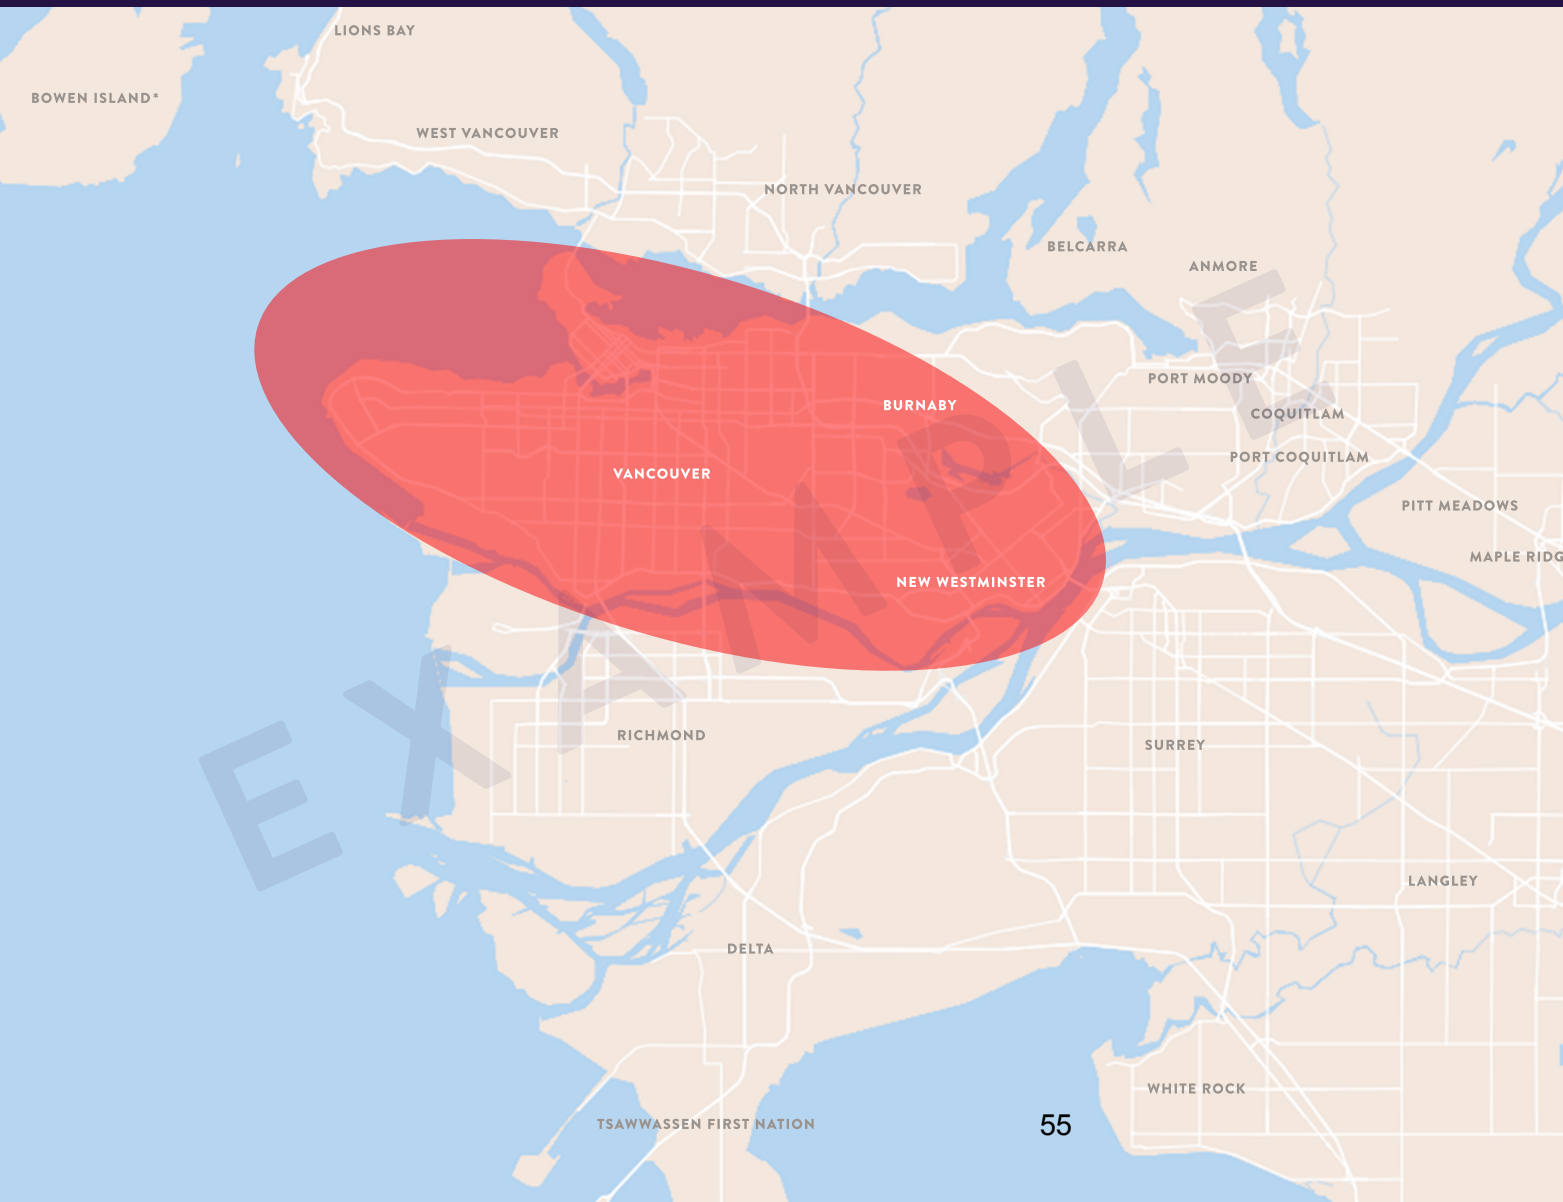 LIONS BAY
BOWEN ISLAND*
WEST VANCOUVER
NORTH VANCOUVER
BELCARRA
ANMORE
PORT MOODY
BURNABY
COQUITLAM
PORT COQUITLAM
VANCOUVER
PITT MEADOWS
MAPLE RIDG
NEW WESTMINSTER
EXAMPLE
RICHMOND
SURREY
LANGLEY
DELTA
WHITE ROCK
TSAWWASSEN FIRST NATION
55